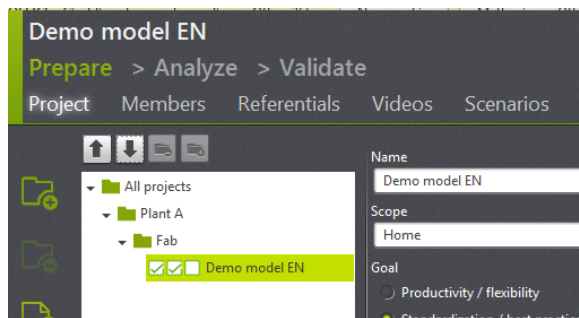 Demo model EN
Prepare > Analyze > Validate
Project Members Referentials Videos Scenarios
Name
All projects
Demo model EN
Plant A
Scope
Fab
Home
Demo model EN
Goal
Productivity / flexibility